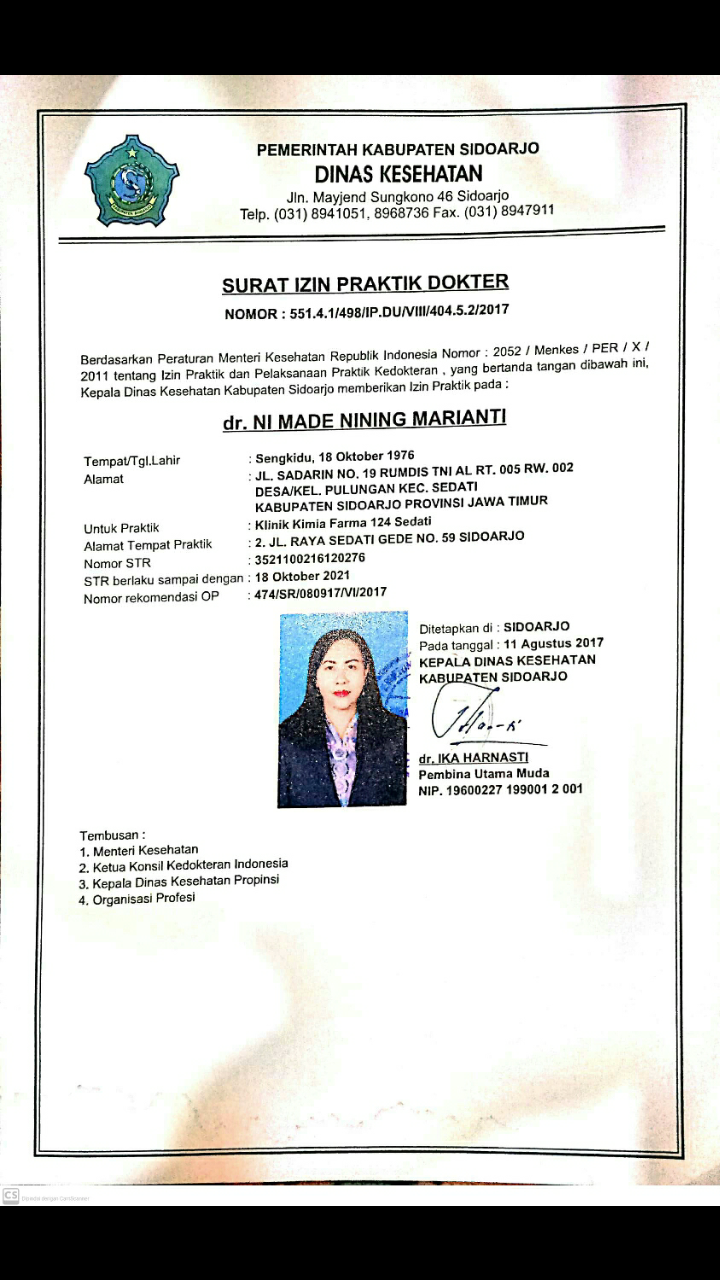 PEMERINTAH KABUPATEN SIDOARJO
DINAS KESEHATAN
Jln. Mayjend Sungkono 46 Sidoarjo
Telp. (031) 8941051, 8968736 Fax. (031) 8947911
SURAT IZIN PRAKTIK DOKTER
NOMOR : 551.4.1/498/IP.DU/VIII/404.5.2/2017
Berdasarkan Peraturan Menteri Kesehatan Republik Indonesia Nomor : 2052 / Menkes / PER / X /
2011 tentang Izin Praktik dan Pelaksanaan Praktik Kedokteran , yang bertanda tangan dibawah ini,
Kepala Dinas Kesehatan Kabupaten Sidoarjo memberikan Izin Praktik pada :
dr. NI MADE NINING MARIANTI
Tempat/Tgl.Lahir : Sengkidu, 18 Oktober 1976
Alamat : JL. SADARIN NO. 19 RUMDIS TNI AL RT. 005 RW. 002
DESA/KEL. PULUNGAN KEC. SEDATI
KABUPATEN SIDOARJO PROVINSI JAWA TIMUR
Untuk Praktik : Klinik Kimia Farma 124 Sedati
Alamat Tempat Praktik : 2. JL. RAYA SEDATI GEDE NO. 59 SIDOARJO
Nomor STR : 3521100216120276
STR berlaku sampai dengan : 18 Oktober 2021
Nomor rekomendasi OP : 474/SR/080917/VI/2017
Ditetapkan di : SIDOARJO
Pada tanggal : 11 Agustus 2017
KEPALA DINAS KESEHATAN
KABUPATEN SIDOARJO
dr. IKA HARNASTI
Pembina Utama Muda
NIP. 19600227 199001 2 001
Tembusan :
1. Menteri Kesehatan
2. Ketua Konsil Kedokteran Indonesia
3. Kepala Dinas Kesehatan Propinsi
4. Organisasi Profesi
CS Dipindai dengan CamScanner